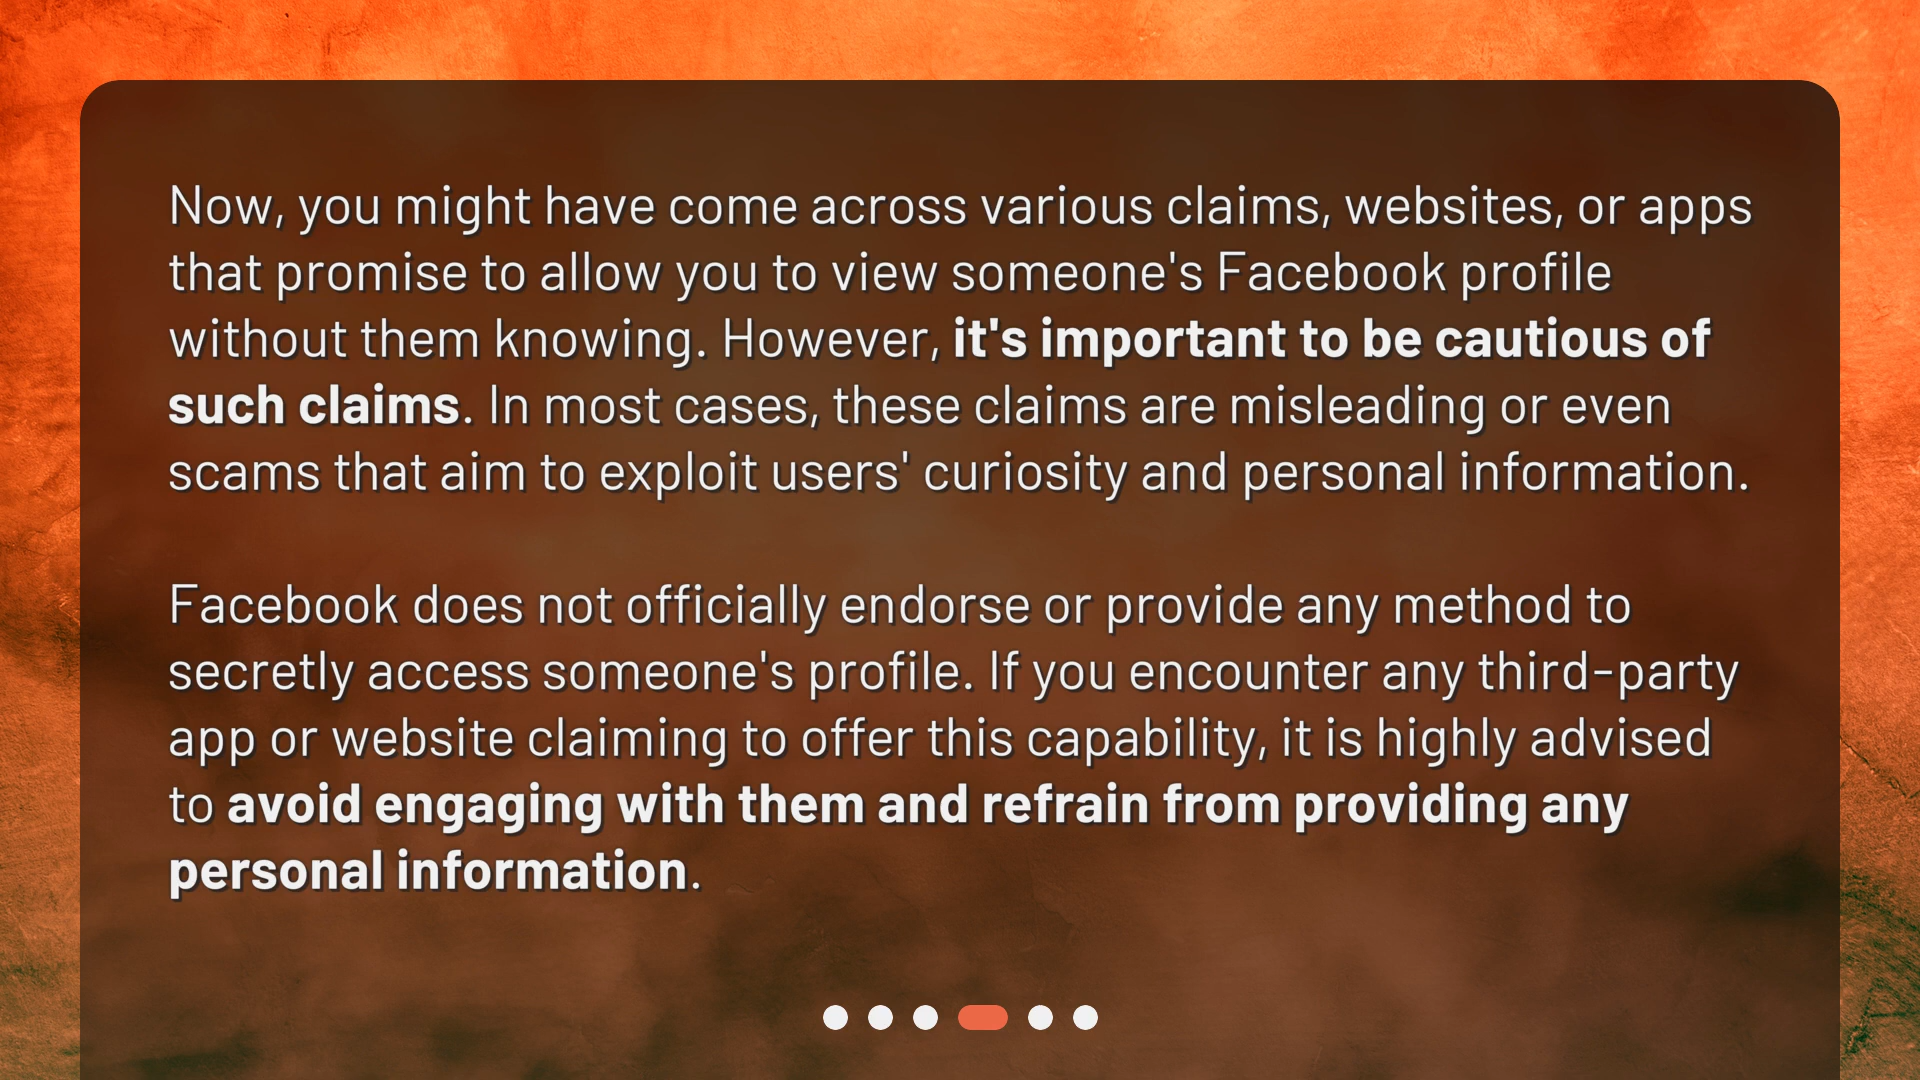 Now, you might have come across various claims, websites, or apps
that promise to allow you to view someone's Facebook profile
without them knowing. However, it's important to be cautious of
such claims. In most cases, these claims are misleading or even
scams that aim to exploit users' curiosity and personal information.
Facebook does not officially endorse or provide any method to
secretly access someone's profile. If you encounter any third-party
app or website claiming to offer this capability, it is highly advised
to avoid engaging with them and refrain from providing any
personal information.